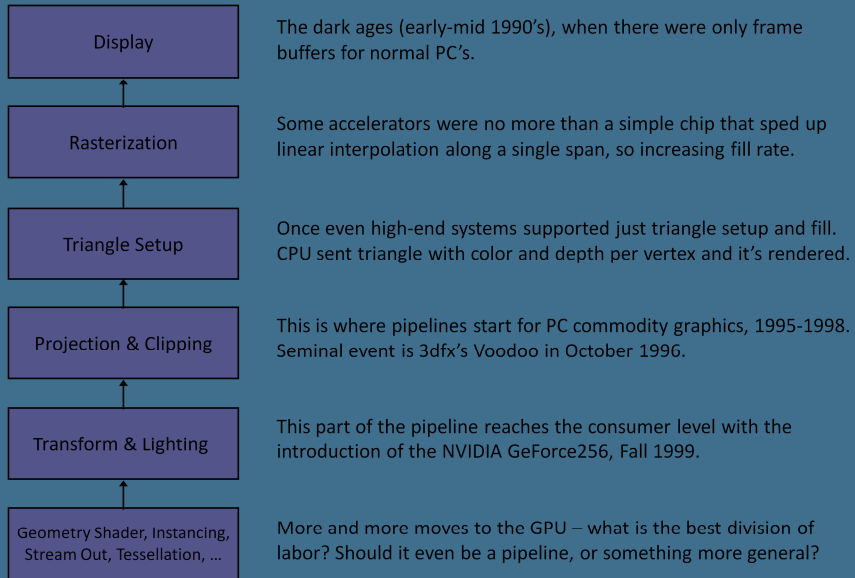 Display
The dark ages (early-mid 1990’s), when there were only frame
buffers for normal PC’s.
Rasterization
Some accelerators were no more than a simple chip that sped up
linear interpolation along a single span, so increasing fill rate.
Triangle Setup
Once even high-end systems supported just triangle setup and fill.
CPU sent triangle with color and depth per vertex and it’s rendered.
Projection & Clipping
This is where pipelines start for PC commodity graphics, 1995-1998.
Seminal event is 3dfx’s Voodoo in October 1996.
Transform & Lighting
This part of the pipeline reaches the consumer level with the
introduction of the NVIDIA GeForce256, Fall 1999.
Geometry Shader, Instancing,
Stream Out, Tessellation, …
More and more moves to the GPU – what is the best division of
labor? Should it even be a pipeline, or something more general?